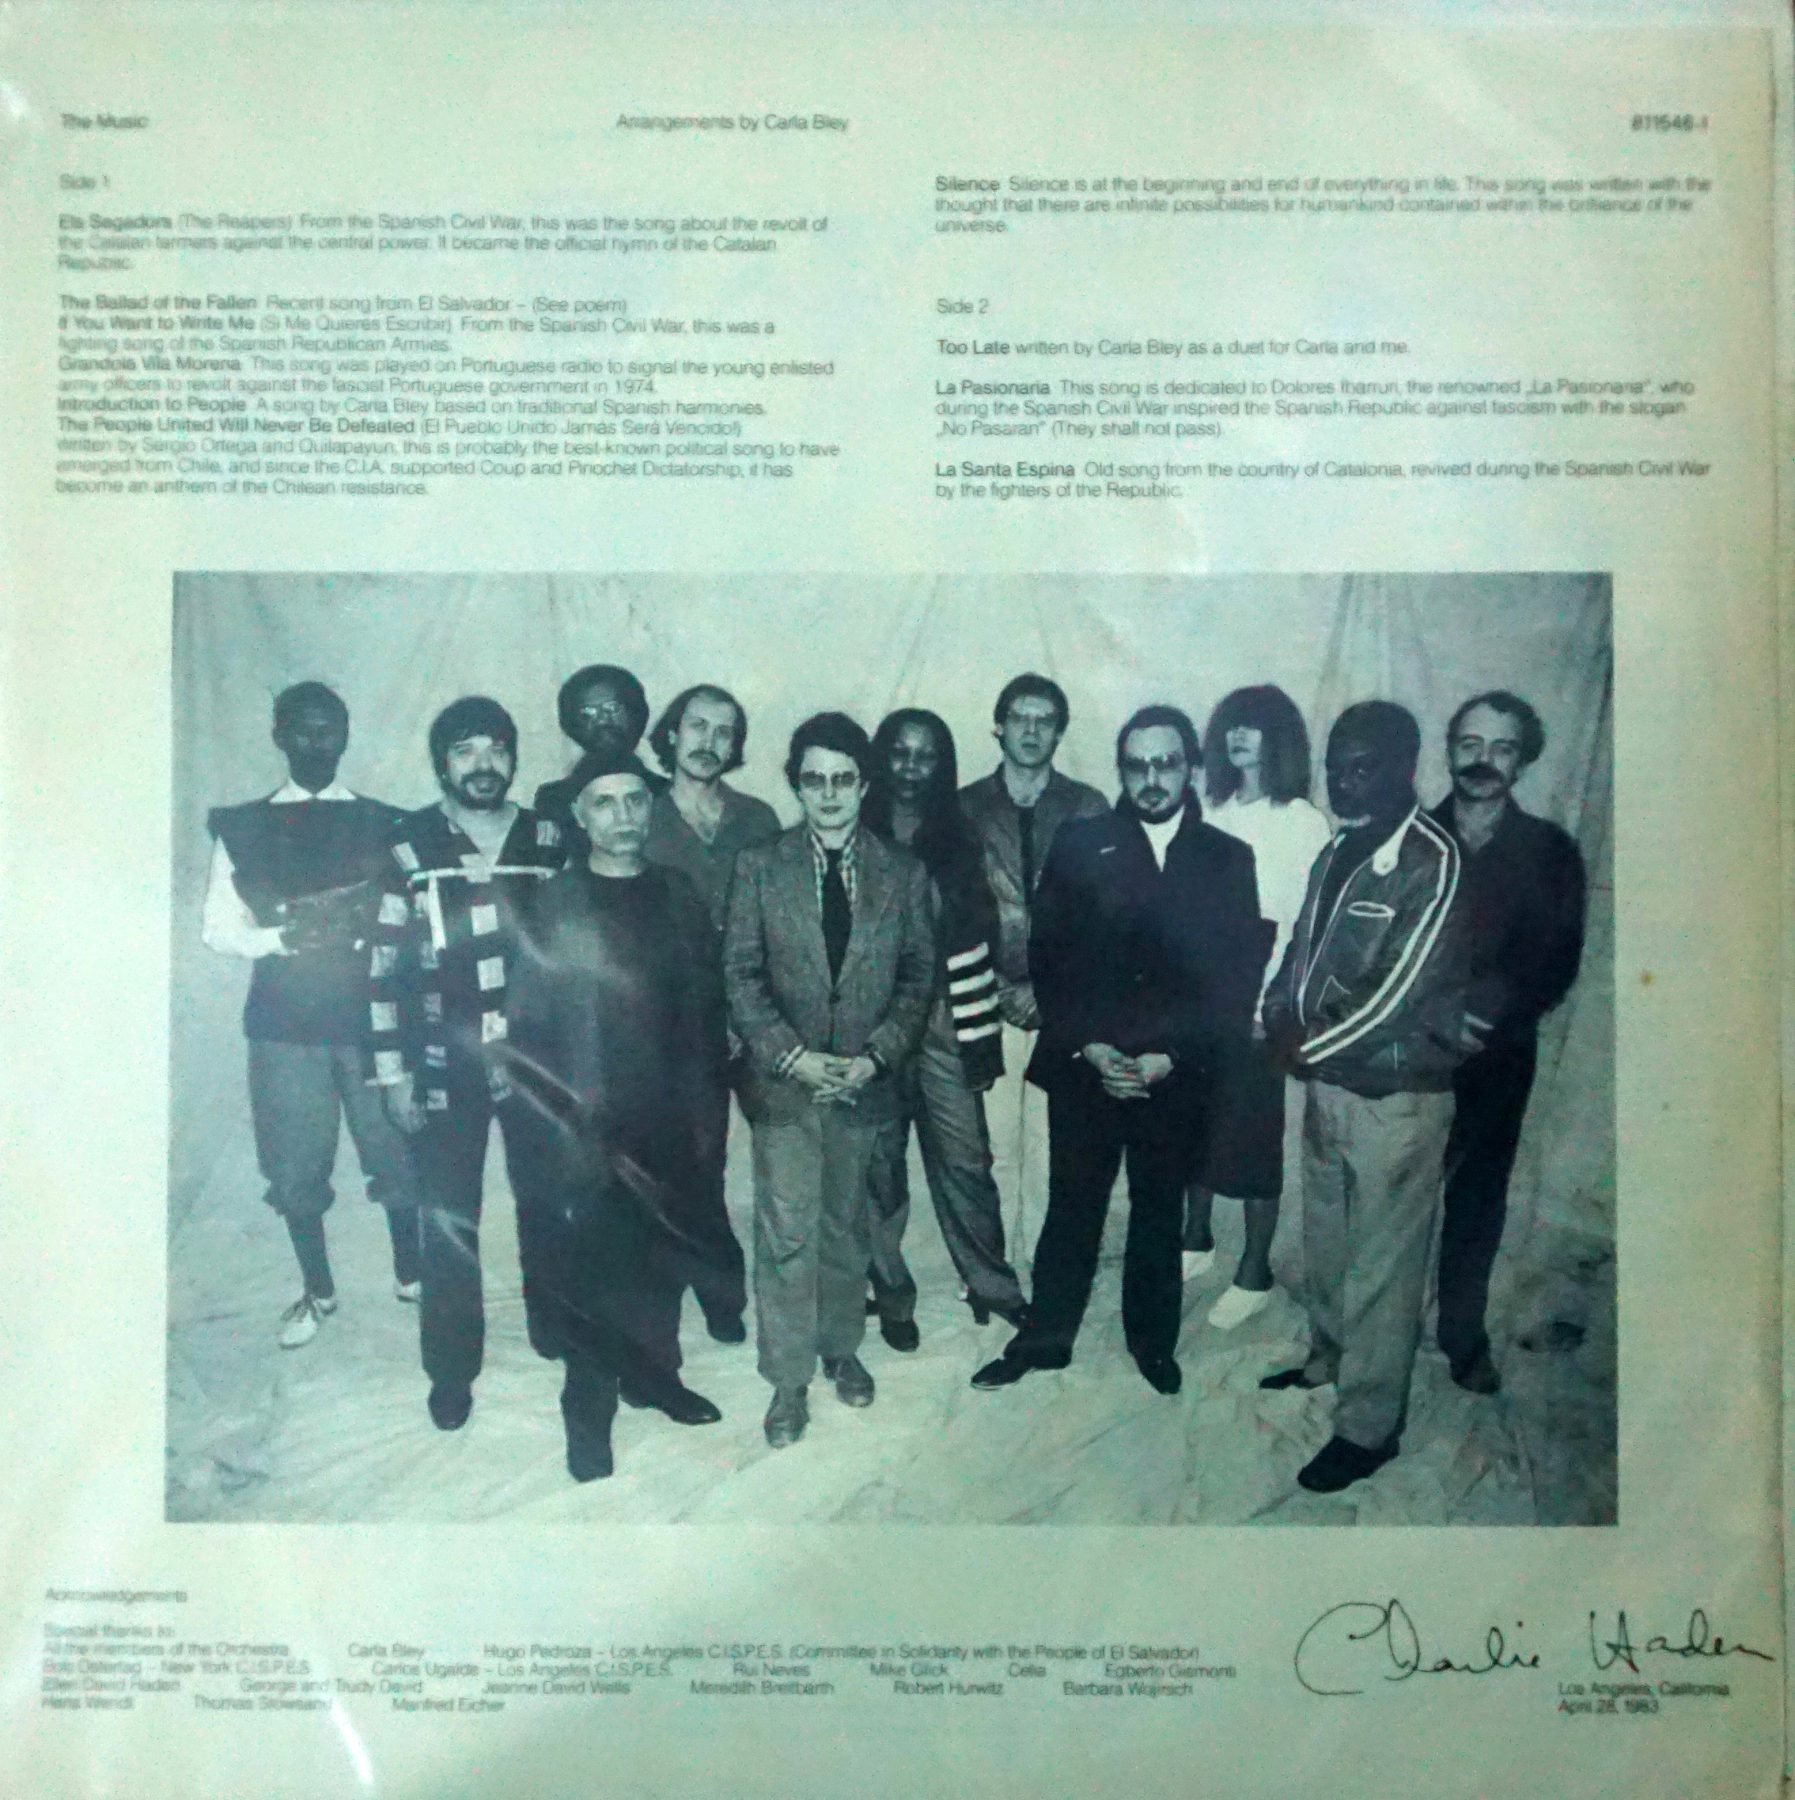 The Music
Arrangements by Carla Bley
811546-1
Side 1
Els Segadors (The Reapers) From the Spanish Civil War, this was the song about the revolt of
the Catalan farmers against the central power. It became the official hymn of the Catalan
Republic.
The Ballad of the Fallen Recent song from El Salvador – (See poem)
If You Want to Write Me (Si Me Quieres Escribir) From the Spanish Civil War, this was a
fighting song of the Spanish Republican Armies.
Grandola Vila Morena This song was played on Portuguese radio to signal the young enlisted
army officers to revolt against the fascist Portuguese government in 1974.
Introduction to People A song by Carla Bley based on traditional Spanish harmonies.
The People United Will Never Be Defeated (El Pueblo Unido Jamás Será Vencido!)
Written by Sergio Ortega and Quilapayun, this is probably the best-known political song to have
emerged from Chile, and since the C.I.A. supported Coup and Pinochet Dictatorship, it has
become an anthem of the Chilean resistance.
Silence Silence is at the beginning and end of everything in life. This song was written with the
thought that there are infinite possibilities for humankind contained within the brilliance of the
universe.
Side 2
Too Late written by Carla Bley as a duet for Carla and me.
La Pasionaria This song is dedicated to Dolores Ibarruri, the renowned „La Pasionaria“, who
during the Spanish Civil War inspired the Spanish Republic against fascism with the slogan
„No Pasaran“ (They shall not pass).
La Santa Espina Old song from the country of Catalonia, revived during the Spanish Civil War
by the fighters of the Republic.
Acknowledgements
Special thanks to:
All the members of the Orchestra Carla Bley Hugo Pedroza – Los Angeles C.I.S.P.E.S. (Committee in Solidarity with the People of El Salvador)
Bob Ostertag – New York C.I.S.P.E.S. Carlos Ugalde – Los Angeles C.I.S.P.E.S. Rui Neves Mike Glick Celia Egberto Gismonti
Ellen David Haden George and Trudy David Jeanne David Wells Meredith Breitbarth Robert Hurwitz Barbara Wojirsch
Hans Wendl Thomas Stowsand Manfred Eicher
Charlie Haden
Los Angeles, California
April 28, 1983